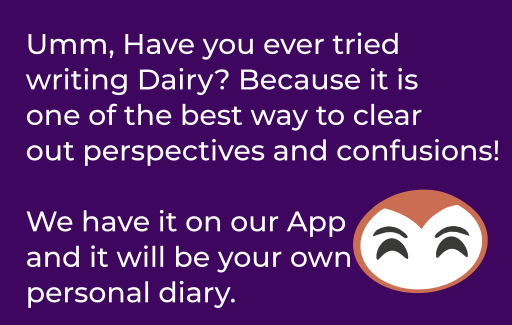 Umm, Have you ever tried
writing Dairy? Because it is
one of the best way to clear
out perspectives and confusions!
We have it on our App
and it will be your own
personal diary.